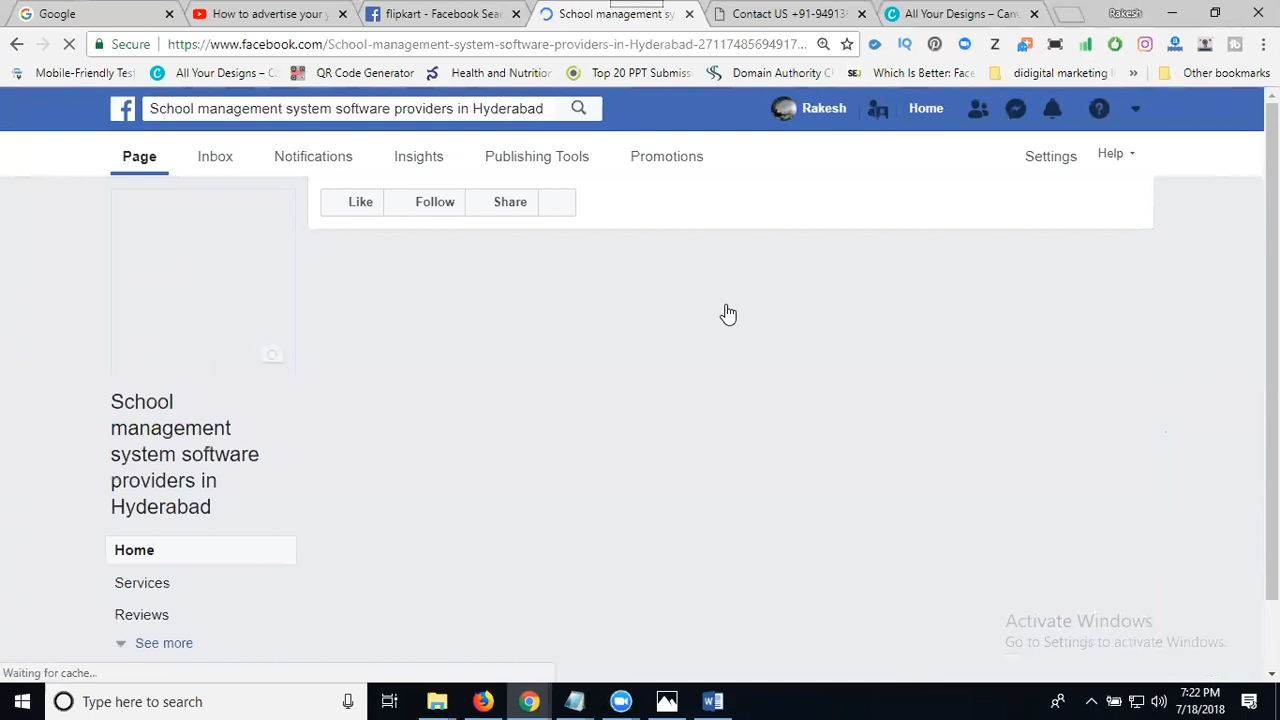 Google
How to advertise your
flipkart - Facebook Sear
School management sy
Contact US +91-94913
All Your Designs – Can
Rakesh
Secure
https://www.facebook.com/School-management-system-software-providers-in-Hyderabad-27117485694917...
Mobile-Friendly Test
All Your Designs – C
QR Code Generator
Health and Nutrition
Top 20 PPT Submiss
Domain Authority C
Which Is Better: Face
didigital marketing
»
Other bookmarks
School management system software providers in Hyderabad
Rakesh
Home
Page
Inbox
Notifications
Insights
Publishing Tools
Promotions
Settings
Help
Like
Follow
Share
School
management
system software
providers in
Hyderabad
Home
Services
Reviews
See more
Activate Windows
Go to Settings to activate Windows.
Waiting for cache...
Type here to search
7:22 PM
7/18/2018